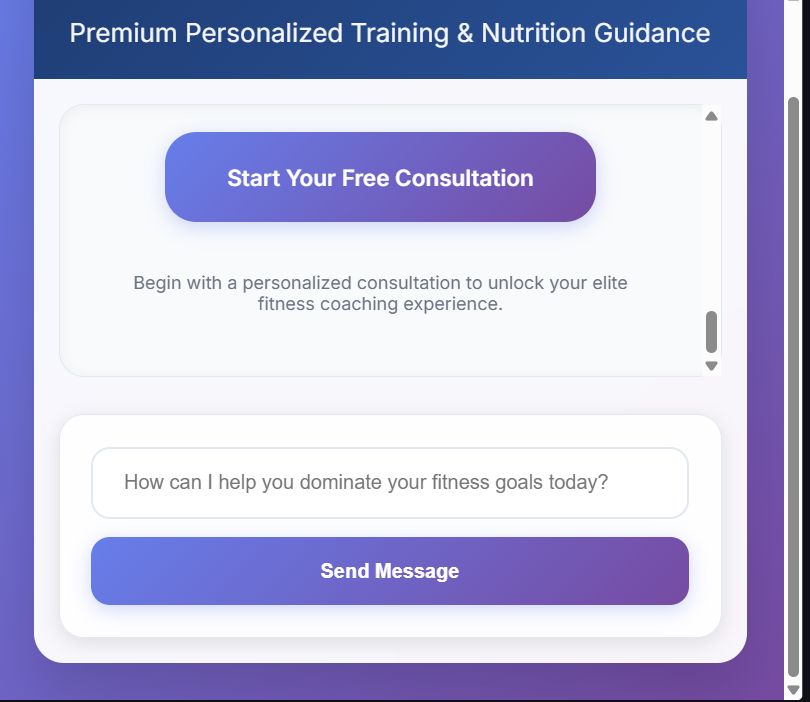 Premium Personalized Training & Nutrition Guidance
Start Your Free Consultation
Begin with a personalized consultation to unlock your elite
fitness coaching experience.
How can I help you dominate your fitness goals today?
Send Message